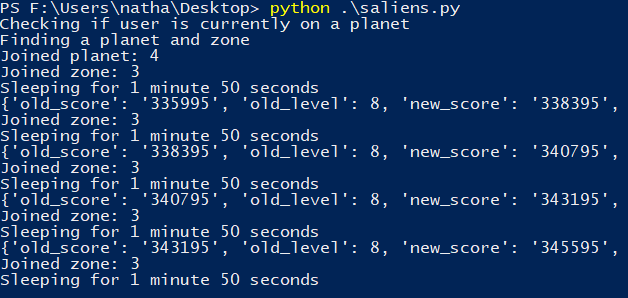 PS F:\Users\natha\Desktop> python .\saliens.py
Checking if user is currently on a planet
Finding a planet and zone
Joined planet: 4
Joined zone: 3
Sleeping for 1 minute 50 seconds
{'old_score': '335995', 'old_level': 8, 'new_score': '338395',
Joined zone: 3
Sleeping for 1 minute 50 seconds
{'old_score': '338395', 'old_level': 8, 'new_score': '340795',
Joined zone: 3
Sleeping for 1 minute 50 seconds
{'old_score': '340795', 'old_level': 8, 'new_score': '343195',
Joined zone: 3
Sleeping for 1 minute 50 seconds
{'old_score': '343195', 'old_level': 8, 'new_score': '345595',
Joined zone: 3
Sleeping for 1 minute 50 seconds